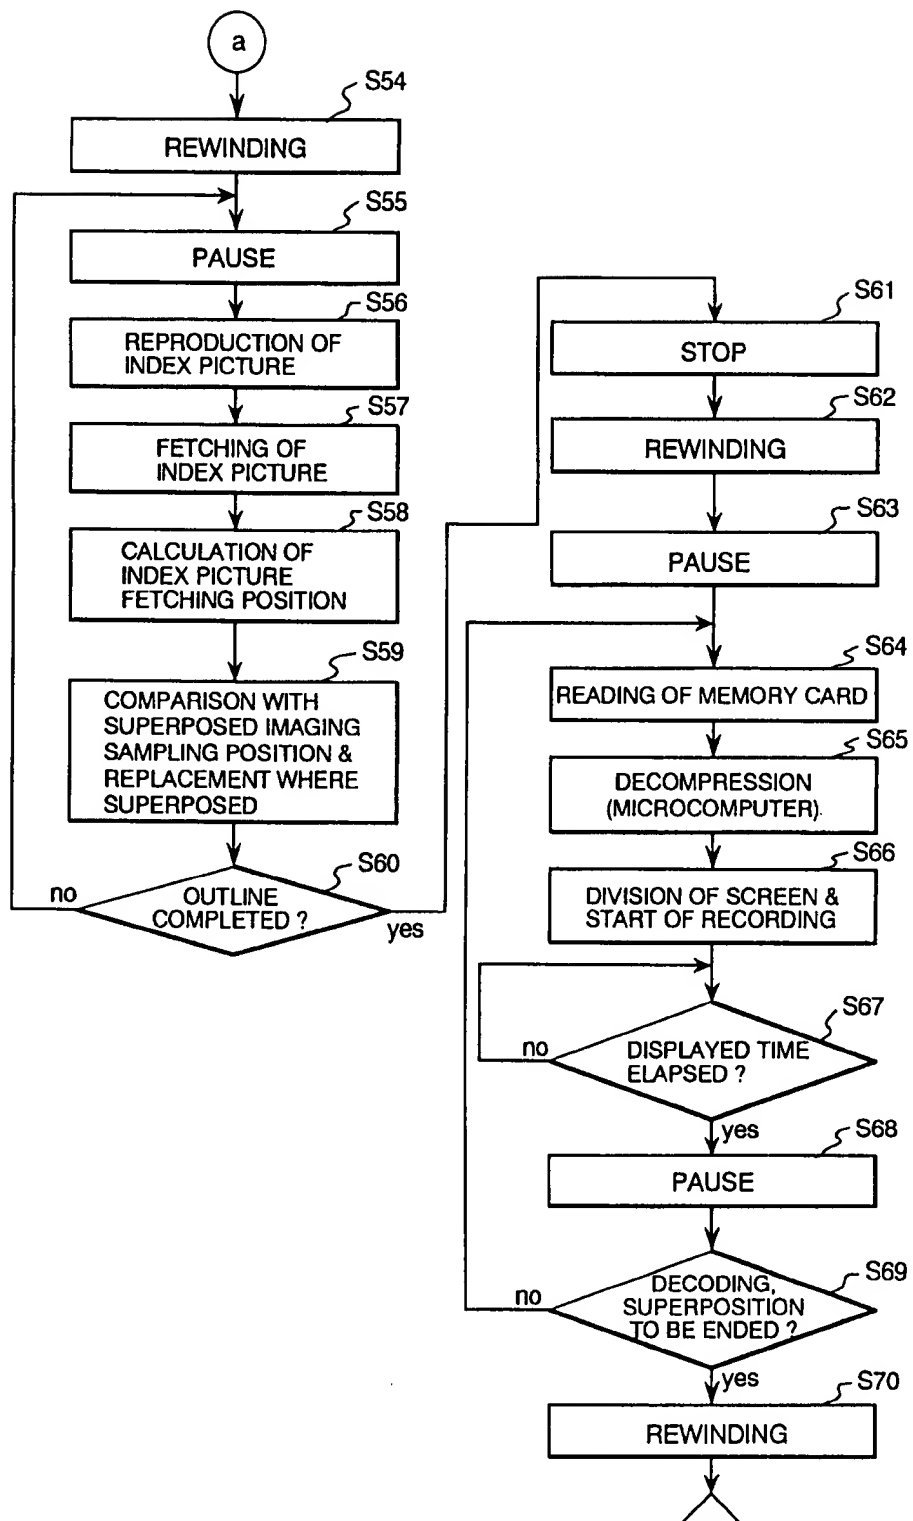 a
S54
REWINDING
S55
PAUSE
S56
REPRODUCTION OF
INDEX PICTURE
S57
FETCHING OF
INDEX PICTURE
S58
CALCULATION OF
INDEX PICTURE
FETCHING POSITION
S59
COMPARISON WITH
SUPERPOSED IMAGING
SAMPLING POSITION &
REPLACEMENT WHERE
SUPERPOSED
S60
no
OUTLINE
COMPLETED ?
yes
S61
STOP
S62
REWINDING
S63
PAUSE
S64
READING OF MEMORY CARD
S65
DECOMPRESSION
(MICROCOMPUTER).
S66
DIVISION OF SCREEN &
START OF RECORDING
S67
no
DISPLAYED TIME
ELAPSED ?
yes
S68
PAUSE
S69
no
DECODING,
SUPERPOSITION
TO BE ENDED ?
yes
S70
REWINDING